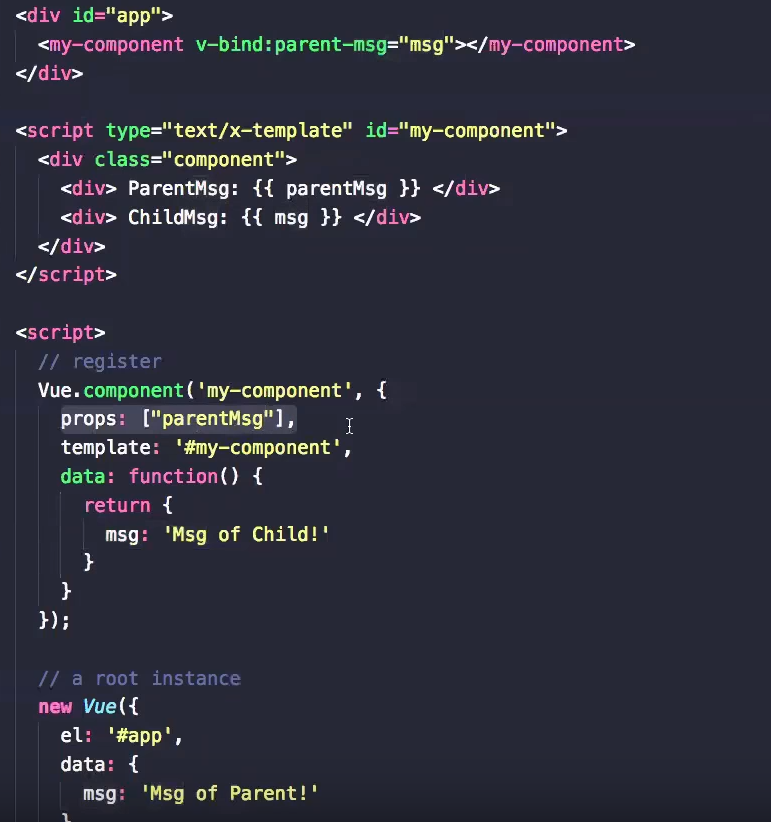 <div id="app">
<my-component v-bind:parent-msg="msg"></my-component>
</div>
<script type="text/x-template" id="my-component">
<div class="component">
<div> ParentMsg: {{ parentMsg }} </div>
<div> ChildMsg: {{ msg }} </div>
</div>
</script>
<script>
// register
Vue.component('my-component', {
props: ["parentMsg"],
template: '#my-component',
data: function() {
return {
msg: 'Msg of Child!'
}
}
});
// a root instance
new Vue({
el: '#app',
data: {
msg: 'Msg of Parent!'
}